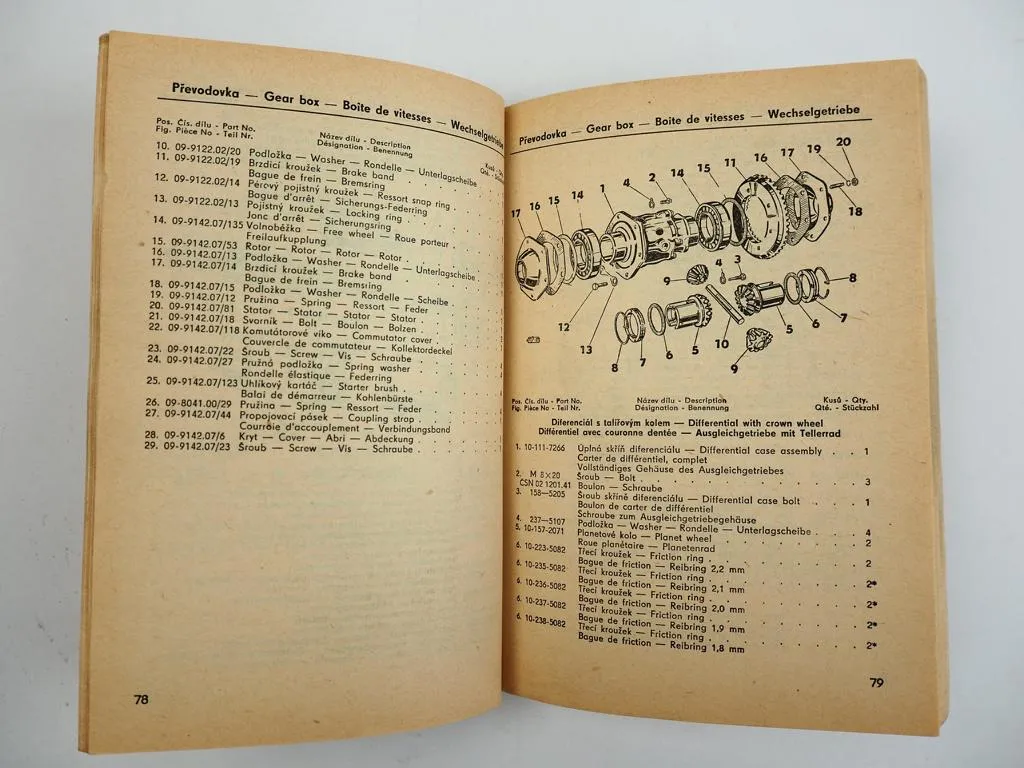 Převodovka — Gear box — Boîte de vitesses — Wechselgetriebe
Pos. Čís. dílu - Part No.
Fig. Pièce No - Teil Nr.
Název dílu - Description
Désignation - Benennung
Kusů - Qty.
Qté. -
10. 09-9122.02/20 Podložka — Washer — Rondelle — Unterlagscheibe
11. 09-9122.02/19 Brzdicí kroužek — Brake band
Bague de frein — Bremsring
12. 09-9122.02/14 Pérový pojistný kroužek — Ressort snap ring
Bague d'arrêt — Sicherungs-Federring
13. 09-9122.02/13 Pojistný kroužek — Locking ring
Jonc d'arrêt — Sicherungsring
14. 09-9142.07/135 Volnoběžka — Free wheel — Roue porteur
Freilaufkupplung
15. 09-9142.07/53 Rotor — Rotor — Rotor — Rotor
16. 09-9142.07/13 Podložka — Washer — Rondelle — Unterlagscheibe
17. 09-9142.07/14 Brzdicí kroužek — Brake band
Bague de frein — Bremsring
18. 09-9142.07/15 Podložka — Washer — Rondelle — Scheibe
19. 09-9142.07/12 Pružina — Spring — Ressort — Feder
20. 09-9142.07/81 Stator — Stator — Stator — Stator
21. 09-9142.07/18 Svorník — Bolt — Boulon — Bolzen
22. 09-9142.07/118 Komutátorové víko — Commutator cover
Couvercle de commutateur — Kollektordeckel
23. 09-9142.07/22 Šroub — Screw — Vis — Schraube
24. 09-9142.07/27 Pružná podložka — Spring washer
Rondelle élastique — Federring
25. 09-9142.07/123 Uhlíkový kartáč — Starter brush
Balai de démarreur — Kohlenbürste
26. 09-8041.00/29 Pružina — Spring — Ressort — Feder
27. 09-9142.07/44 Propojovací pásek — Coupling strop
Courroie d'accouplement — Verbindungsband
28. 09-9142.07/6 Kryt — Cover — Abri — Abdeckung
29. 09-9142.07/23 Šroub — Screw — Vis — Schraube
78
Převodovka — Gear box — Boite de vitesses — Wechselgetriebe
17 16 15 14 1 4 2 14 15 11 16 17 19 20
18
9 4 3 8
12 13 8 7 6 5 10 9 5 6 7
Pos. Čís. dílu - Part No.
Fig. Pièce No - Teil Nr.
Název dílu - Description
Désignation - Benennung
Kusů - Qty.
Qté. - Stückzahl
Diferenciál s talířovým kolem — Differential with crown wheel
Différentiel avec couronne dentée — Ausgleichgetriebe mit Tellerrad
1. 10-111-7266 Úplná skříň diferenciálu — Differential case assembly . . 1
Carter de différentiel, complet
Vollständiges Gehäuse des Ausgleichgetriebes
2. M 8×20 Šroub — Bolt . . . 3
ČSN 02 1201.41 Boulon — Schraube
3. 158—5205 Šroub skříně diferenciálu — Differential case bolt . . 1
Boulon de carter de différentiel
Schraube zum Ausgleichgetriebegehäuse
4. 237—5107 Podložka — Washer — Rondelle — Unterlagscheibe . . 4
5. 10-157-2071 Planetové kolo — Planet wheel . . . 2
Roue planétaire — Planetenrad
6. 10-223-5082 Třecí kroužek — Friction ring . . . 2
Bague de friction — Reibring 2,2 mm
6. 10-235-5082 Třecí kroužek — Friction ring . . . 2*
Bague de friction — Reibring 2,1 mm
6. 10-236-5082 Třecí kroužek — Friction ring . . . 2*
Bague de friction — Reibring 2,0 mm
6. 10-237-5082 Třecí kroužek — Friction ring . . . 2*
Bague de friction — Reibring 1,9 mm
6. 10-238-5082 Třecí kroužek — Friction ring . . . 2*
Bague de friction — Reibring 1,8 mm
79